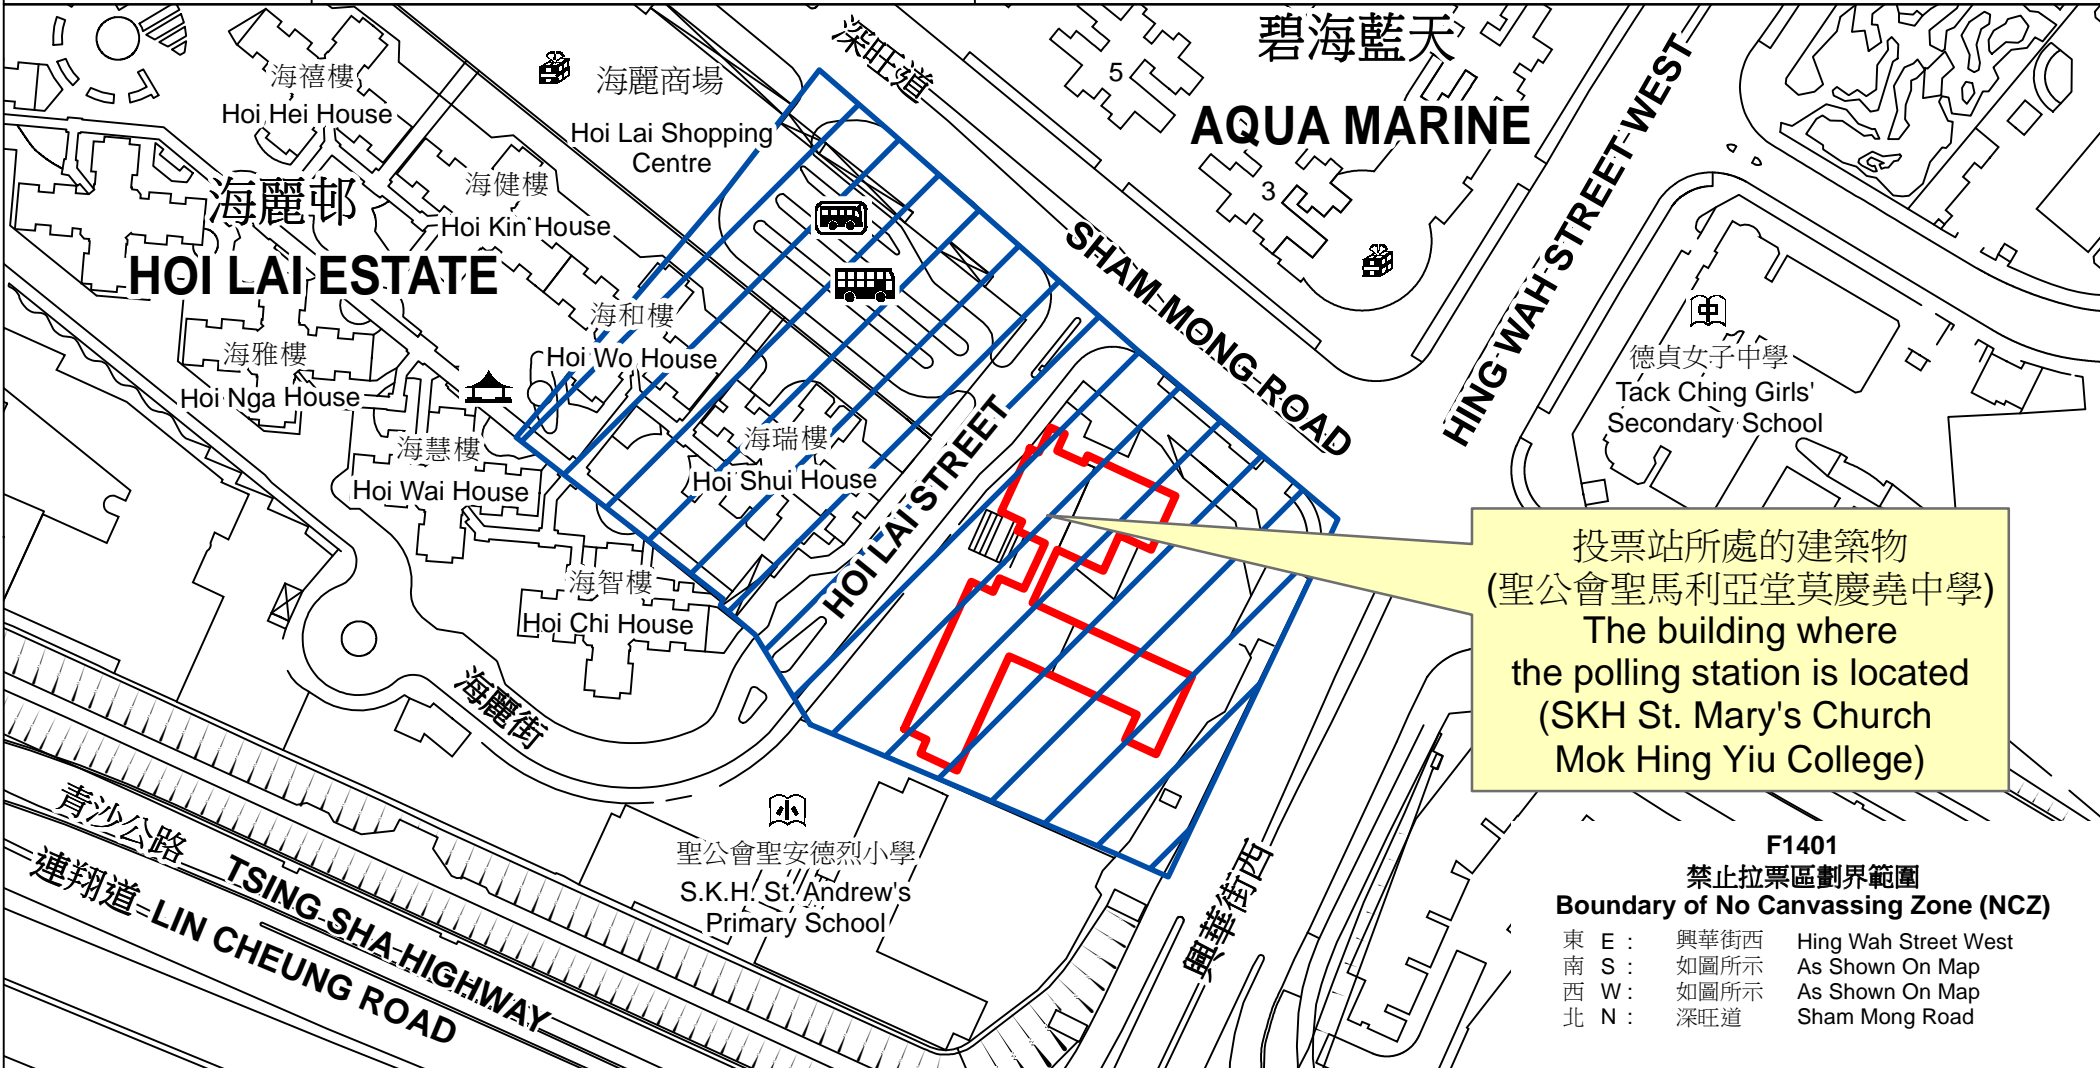 深旺道
碧海藍天
AQUA MARINE
5
3
HING WAH STREET WEST
海禧樓
Hoi Hei House
海麗商場
Hoi Lai Shopping
Centre
海麗邨
HOI LAI ESTATE
海健樓
Hoi Kin House
SHAM MONG ROAD
海和樓
Hoi Wo House
海雅樓
Hoi Nga House
中
德貞女子中學
Tack Ching Girls'
Secondary School
海慧樓
Hoi Wai House
海瑞樓
Hoi Shui House
HOI LAI STREET
海智樓
Hoi Chi House
海麗街
投票站所處的建築物
(聖公會聖馬利亞堂莫慶堯中學)
The building where
the polling station is located
(SKH St. Mary's Church
Mok Hing Yiu College)
小
聖公會聖安德烈小學
S.K.H. St. Andrew's
Primary School
青沙公路 TSING SHA HIGHWAY
連翔道 LIN CHEUNG ROAD
興華街西
F1401
禁止拉票區劃界範圍
Boundary of No Canvassing Zone (NCZ)
東 E : 興華街西 Hing Wah Street West
南 S : 如圖所示 As Shown On Map
西 W : 如圖所示 As Shown On Map
北 N : 深旺道 Sham Mong Road